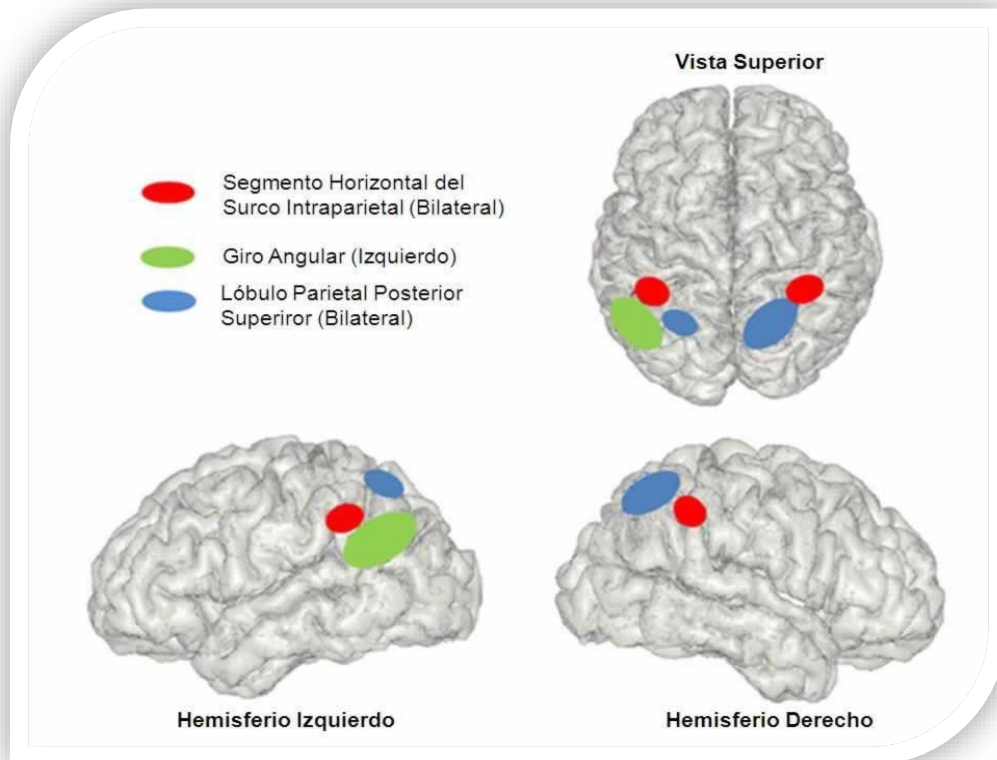 Vista Superior
Segmento Horizontal del
Surco Intraparietal (Bilateral)
Giro Angular (Izquierdo)
Lóbulo Parietal Posterior
Superiror (Bilateral)
Hemisferio Izquierdo
Hemisferio Derecho